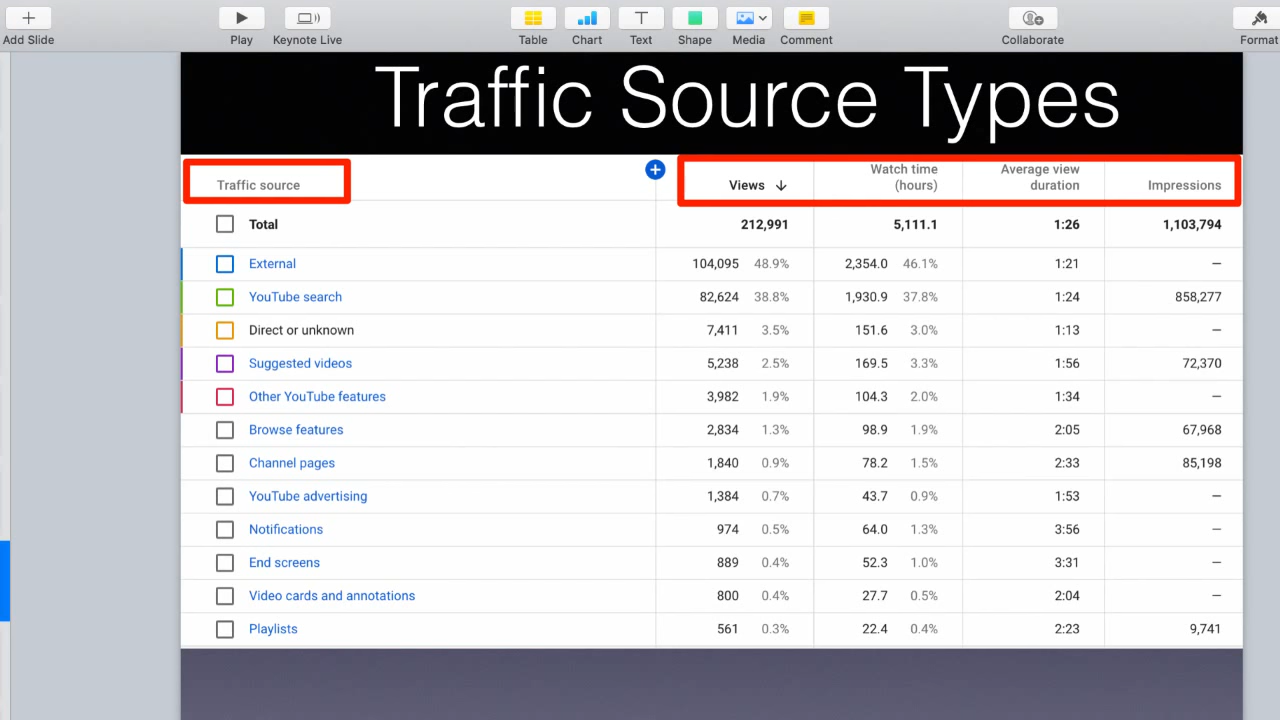 Add Slide
Play
Keynote Live
Table
Chart
Text
Shape
Media
Comment
Collaborate
Format
Traffic Source Types
Traffic source
Views ↓
Watch time (hours)
Average view duration
Impressions
Total 212,991 5,111.1 1:26 1,103,794
External 104,095 48.9% 2,354.0 46.1% 1:21 –
YouTube search 82,624 38.8% 1,930.9 37.8% 1:24 858,277
Direct or unknown 7,411 3.5% 151.6 3.0% 1:13 –
Suggested videos 5,238 2.5% 169.5 3.3% 1:56 72,370
Other YouTube features 3,982 1.9% 104.3 2.0% 1:34 –
Browse features 2,834 1.3% 98.9 1.9% 2:05 67,968
Channel pages 1,840 0.9% 78.2 1.5% 2:33 85,198
YouTube advertising 1,384 0.7% 43.7 0.9% 1:53 –
Notifications 974 0.5% 64.0 1.3% 3:56 –
End screens 889 0.4% 52.3 1.0% 3:31 –
Video cards and annotations 800 0.4% 27.7 0.5% 2:04 –
Playlists 561 0.3% 22.4 0.4% 2:23 9,741